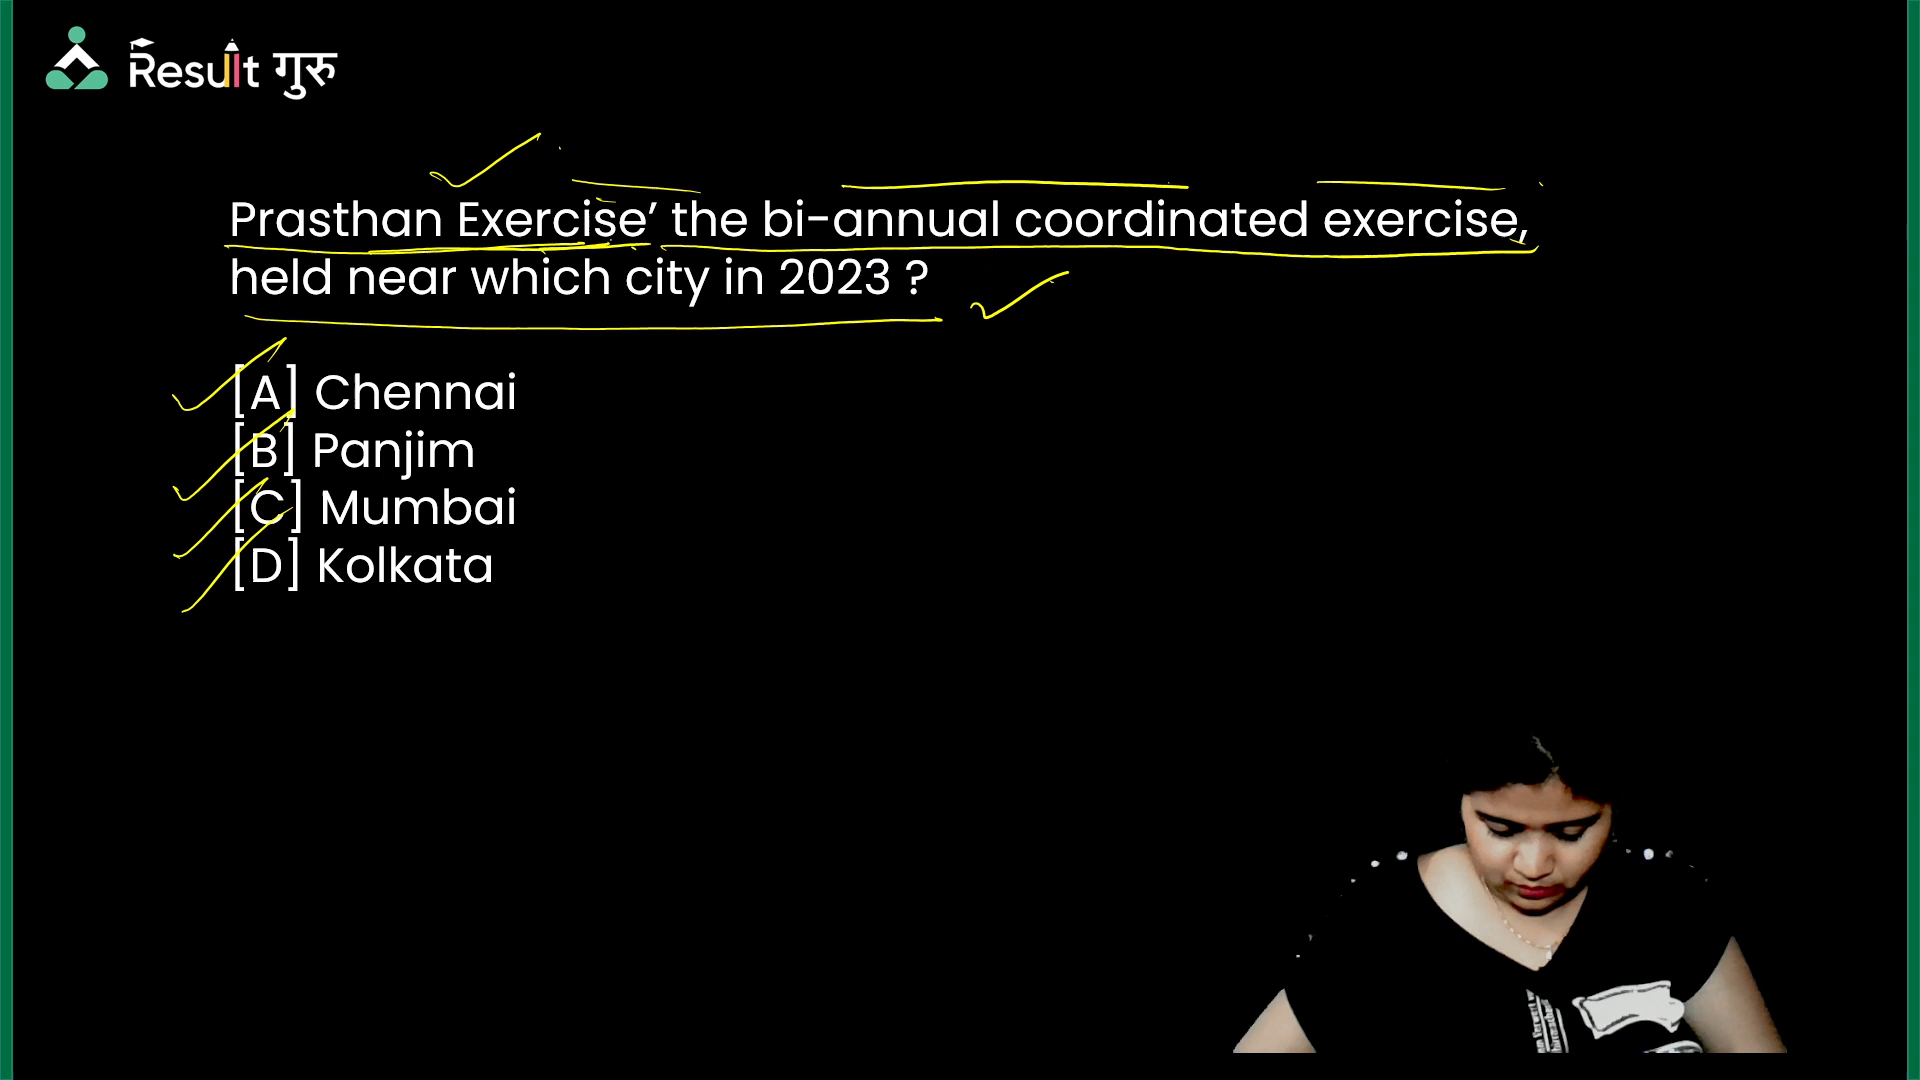 Result गुरु
Prasthan Exercise’ the bi-annual coordinated exercise,
held near which city in 2023 ?
[A] Chennai
[B] Panjim
[C] Mumbai
[D] Kolkata